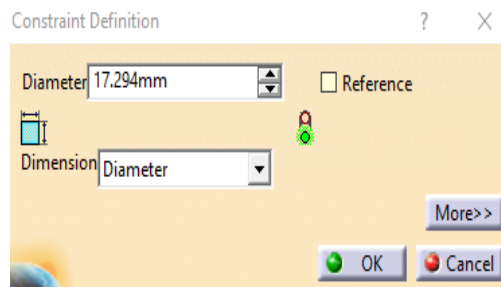 Constraint Definition ? X
Diameter 17.294mm Reference
Dimension Diameter
More>>
OK Cancel